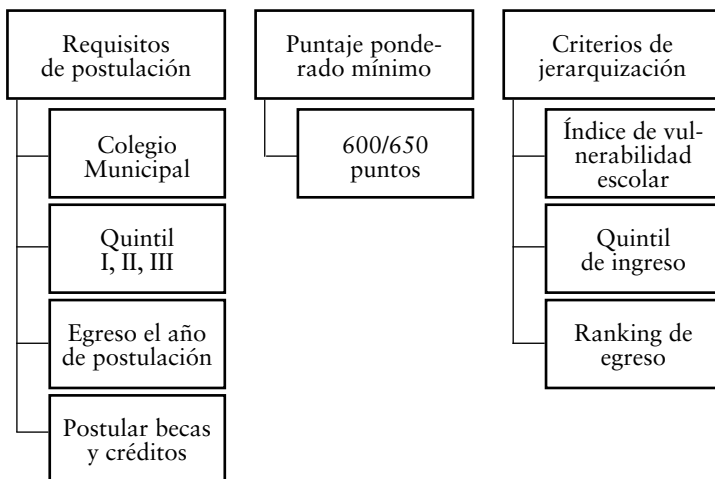 Requisitos
de postulación
Colegio
Municipal
Quintil
I, II, III
Egreso el año
de postulación
Postular becas
y créditos
Puntaje ponde-
rado mínimo
600/650
puntos
Criterios de
jerarquización
Índice de vul-
nerabilidad
escolar
Quintil
de ingreso
Ranking de
egreso